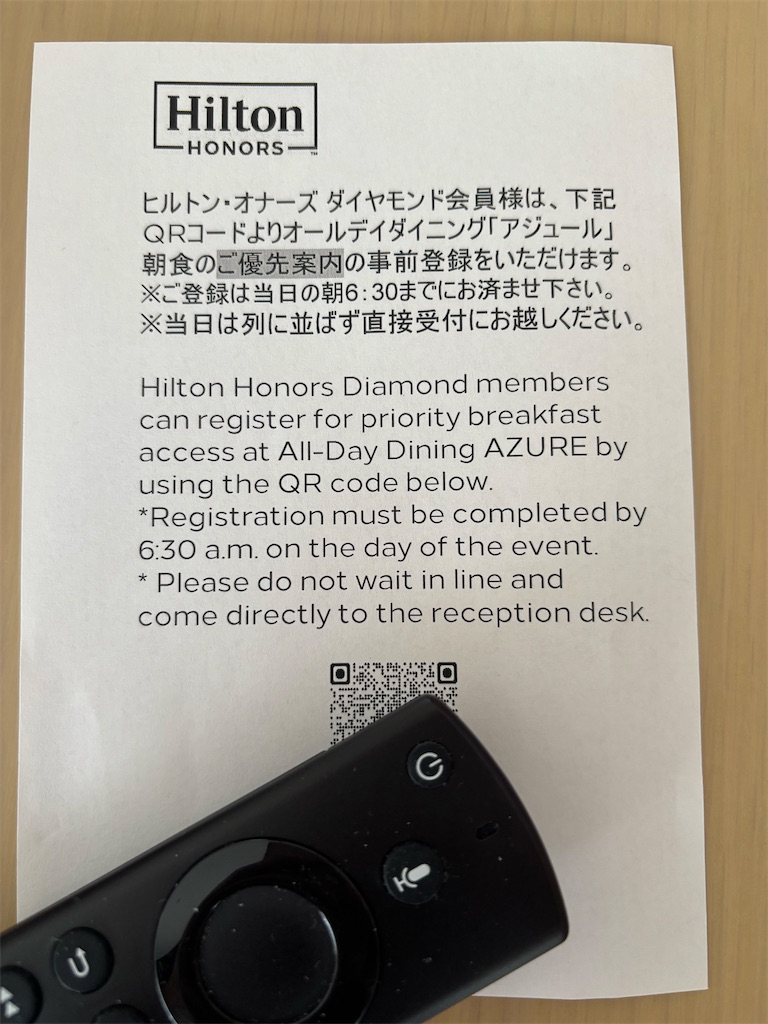 Hilton
HONORS™
ヒルトン・オナーズ ダイヤモンド会員様は、下記
QRコードよりオールデイダイニング「アジュール」
朝食のご優先案内の事前登録をいただけます。
※ご登録は当日の朝6:30までにお済ませ下さい。
※当日は列に並ばず直接受付にお越しください。
Hilton Honors Diamond members
can register for priority breakfast
access at All-Day Dining AZURE by
using the QR code below.
*Registration must be completed by
6:30 a.m. on the day of the event.
* Please do not wait in line and
come directly to the reception desk.